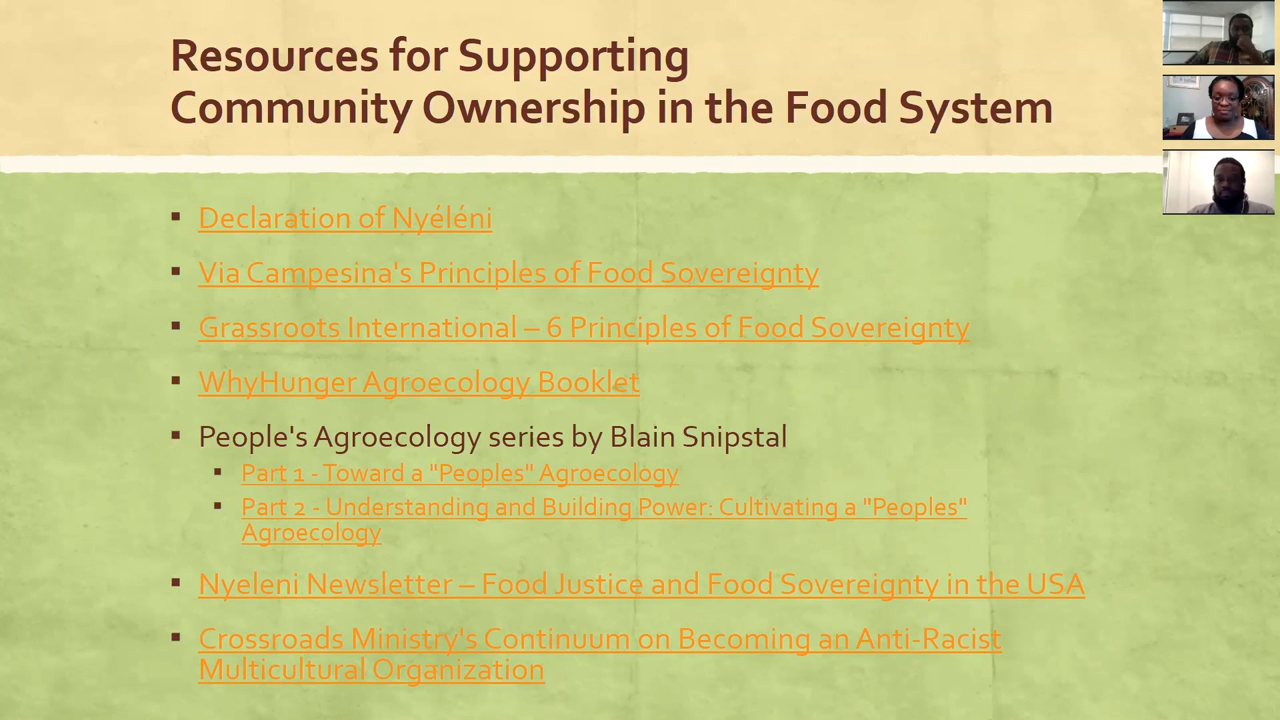 Resources for Supporting
Community Ownership in the Food System
▪ Declaration of Nyéléni
▪ Via Campesina's Principles of Food Sovereignty
▪ Grassroots International – 6 Principles of Food Sovereignty
▪ WhyHunger Agroecology Booklet
▪ People's Agroecology series by Blain Snipstal
▪ Part 1 - Toward a "Peoples" Agroecology
▪ Part 2 - Understanding and Building Power: Cultivating a "Peoples"
Agroecology
▪ Nyeleni Newsletter – Food Justice and Food Sovereignty in the USA
▪ Crossroads Ministry's Continuum on Becoming an Anti-Racist
Multicultural Organization